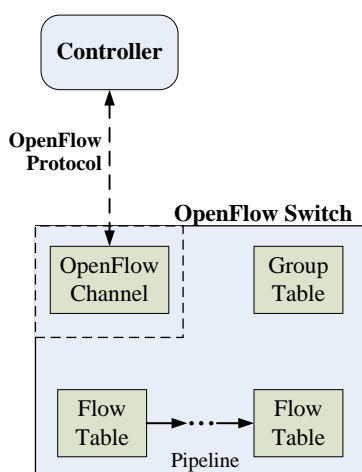 Controller
OpenFlow
Protocol
OpenFlow Switch
OpenFlow
Channel
Group
Table
Flow
Table
Flow
Table
Pipeline